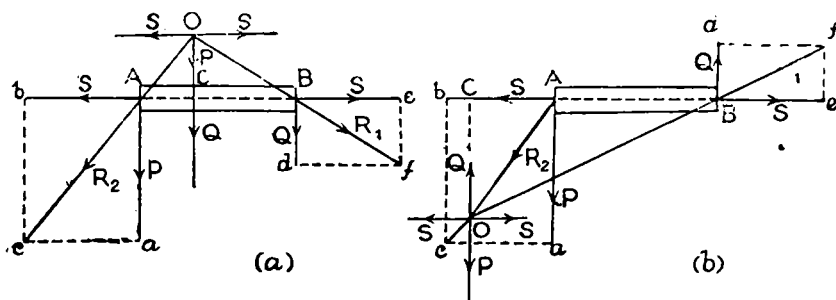 S O S
a
P
f
A C B
Q
1
b S S e
b C S A
B
S e
Q Q
R₁
d
f
R₂
P
R₂
Q
P
S O S
c a
c a
P
(a) (b)